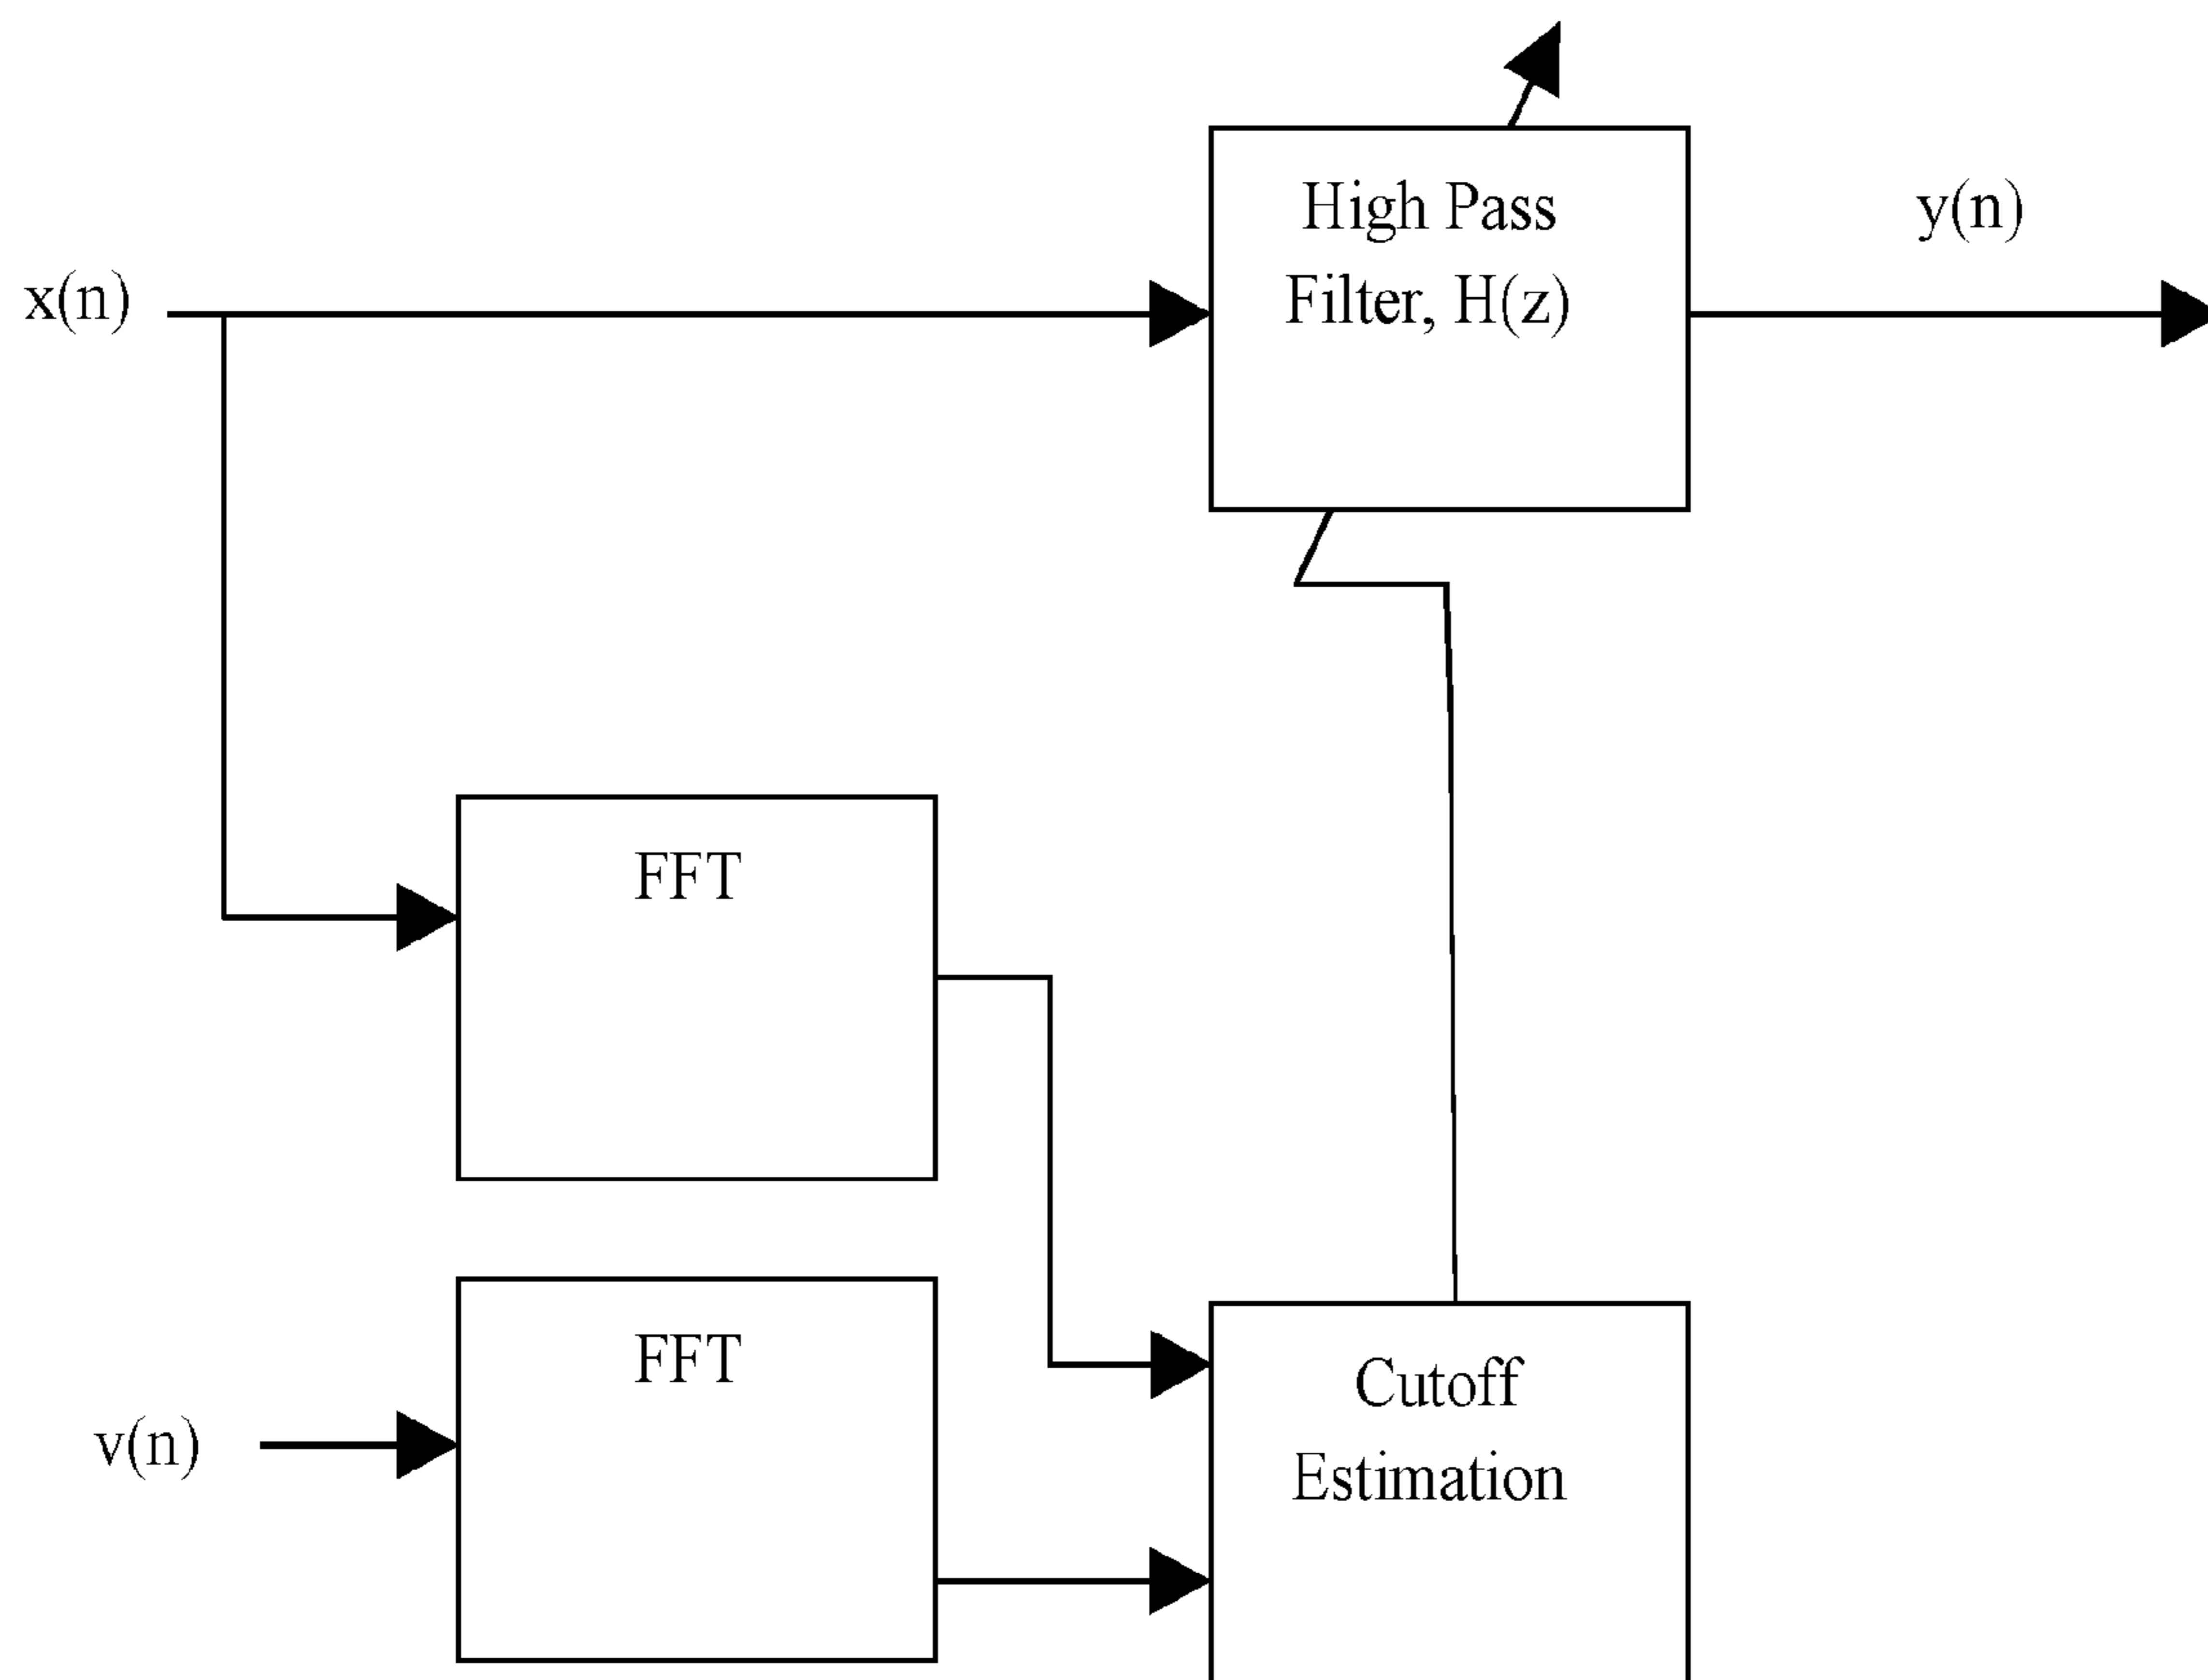 High Pass
Filter, H(z)
y(n)
x(n)
FFT
FFT
v(n)
Cutoff
Estimation